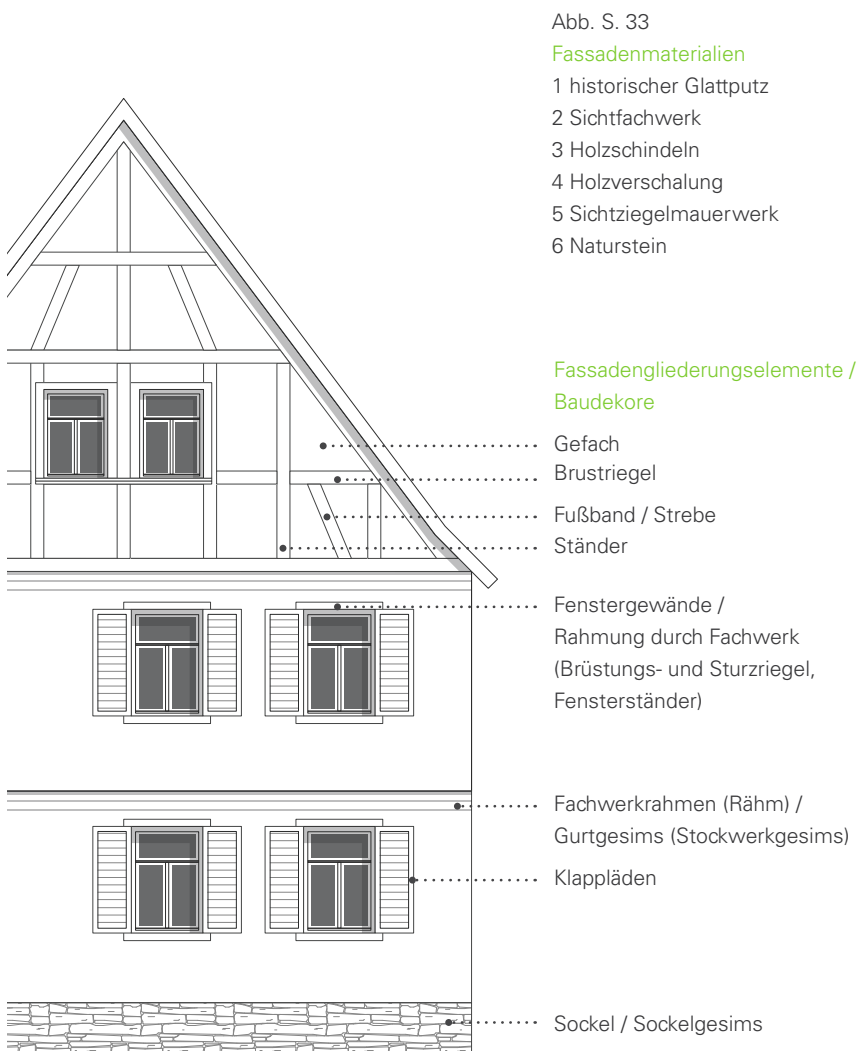 Abb. S. 33
Fassadenmaterialien
1 historischer Glattputz
2 Sichtfachwerk
3 Holzschindeln
4 Holzverschalung
5 Sichtziegelmauerwerk
6 Naturstein
Fassadengliederungselemente /
Baudekore
Gefach
Brustriegel
Fußband / Strebe
Ständer
Fenstergewände /
Rahmung durch Fachwerk
(Brüstungs- und Sturzriegel,
Fensterständer)
Fachwerkrahmen (Rähm) /
Gurtgesims (Stockwerkgesims)
Klappläden
Sockel / Sockelgesims